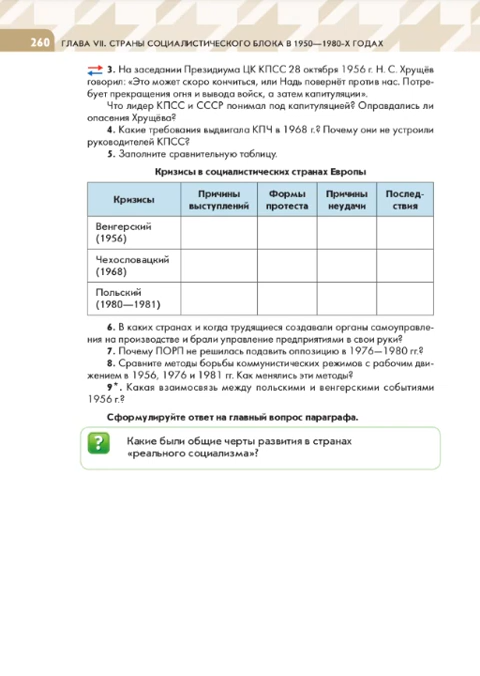 260 ГЛАВА VII. СТРАНЫ СОЦИАЛИСТИЧЕСКОГО БЛОКА В 1950—1980-Х ГОДАХ
3. На заседании Президиума ЦК КПСС 28 октября 1956 г. Н. С. Хрущёв
говорил: «Это может скоро кончиться, или Надь повернёт против нас. Потре-
бует прекращения огня и вывода войск, а затем капитуляции».
Что лидер КПСС и СССР понимал под капитуляцией? Оправдались ли
опасения Хрущёва?
4. Какие требования выдвигала КПЧ в 1968 г.? Почему они не устроили
руководителей КПСС?
5. Заполните сравнительную таблицу.
Кризисы в социалистических странах Европы
Кризисы
Причины
выступлений
Формы
протеста
Причины
неудачи
Послед-
ствия
Венгерский
(1956)
Чехословацкий
(1968)
Польский
(1980—1981)
6. В каких странах и когда трудящиеся создавали органы самоуправле-
ния на производстве и брали управление предприятиями в свои руки?
7. Почему ПОРП не решилась подавить оппозицию в 1976—1980 гг.?
8. Сравните методы борьбы коммунистических режимов с рабочим дви-
жением в 1956, 1976 и 1981 гг. Как менялись эти методы?
9*. Какая взаимосвязь между польскими и венгерскими событиями
1956 г.?
Сформулируйте ответ на главный вопрос параграфа.
? Какие были общие черты развития в странах
«реального социализма»?